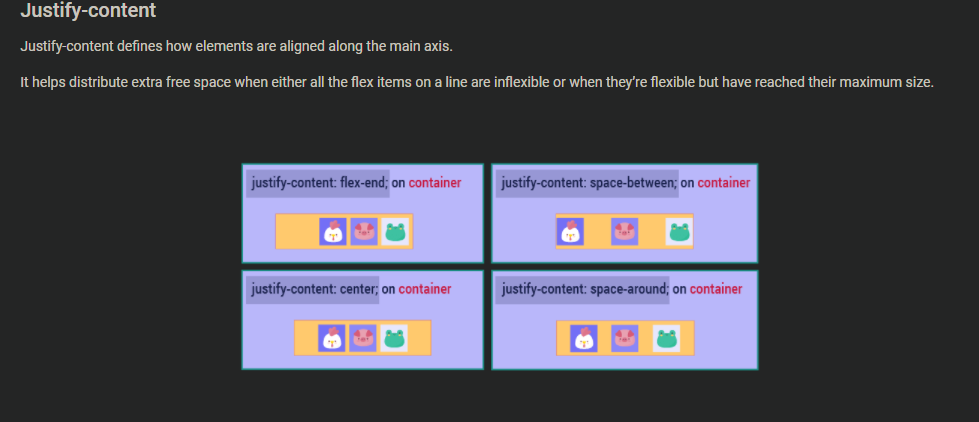 Justify-content
Justify-content defines how elements are aligned along the main axis.
It helps distribute extra free space when either all the flex items on a line are inflexible or when they’re flexible but have reached their maximum size.
justify-content: flex-end; on container
justify-content: space-between; on container
justify-content: center; on container
justify-content: space-around; on container